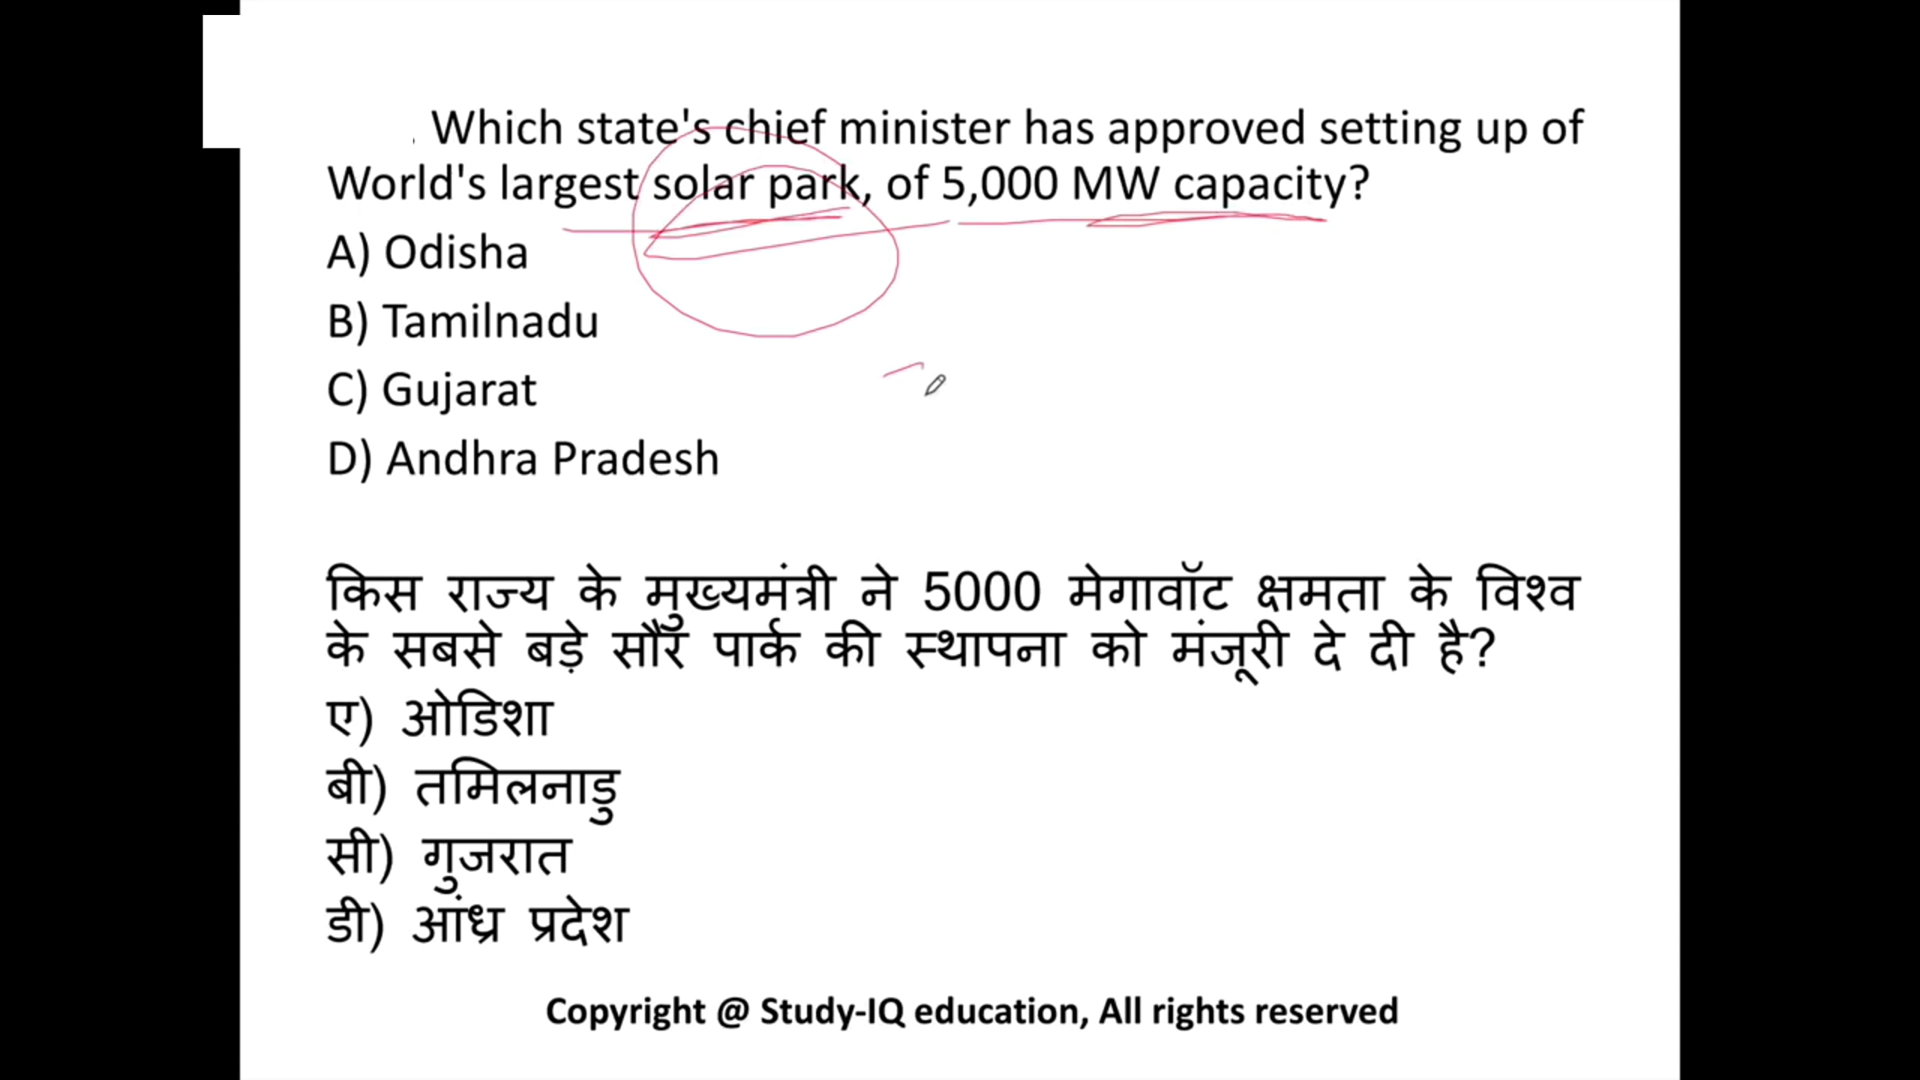 . Which state's chief minister has approved setting up of
World's largest solar park, of 5,000 MW capacity?
A) Odisha
B) Tamilnadu
C) Gujarat
D) Andhra Pradesh
किस राज्य के मुख्यमंत्री ने 5000 मेगावॉट क्षमता के विश्व
के सबसे बड़े सौर पार्क की स्थापना को मंजूरी दे दी है?
ए) ओडिशा
बी) तमिलनाडु
सी) गुजरात
डी) आंध्र प्रदेश
Copyright @ Study-IQ education, All rights reserved